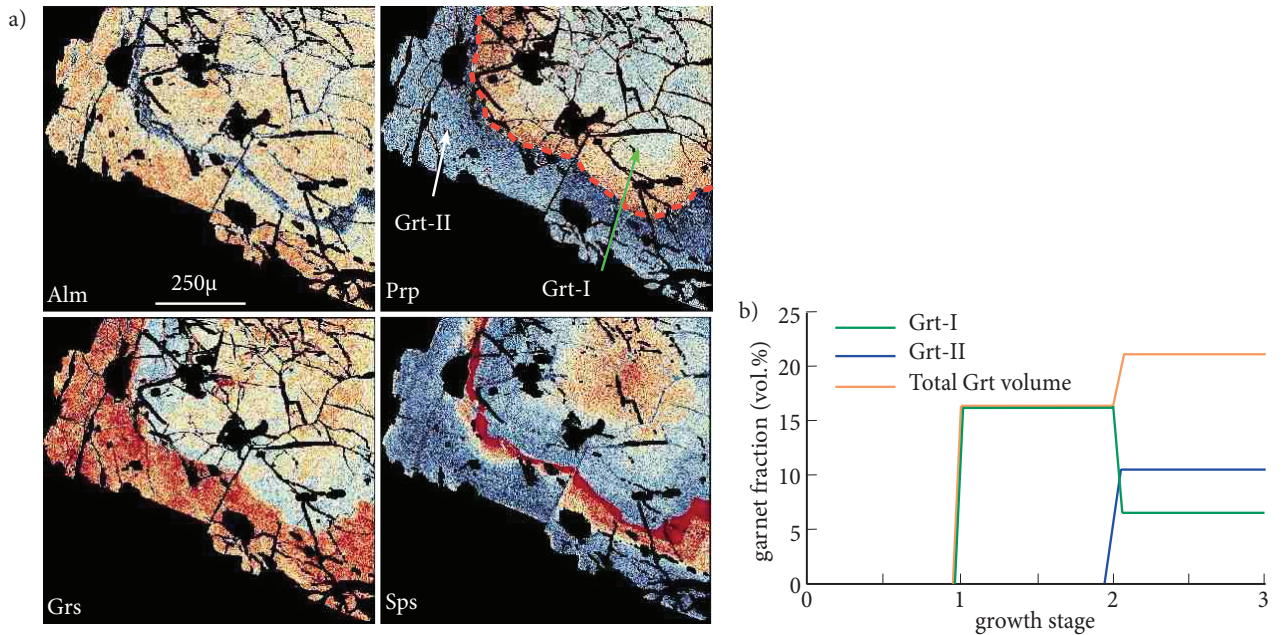 a)
Grt-II
Grt-I
250μ
Alm
Prp
Grs
Sps
b)
25
20
15
10
5
0
garnet fraction (vol.%)
Grt-I
Grt-II
Total Grt volume
0
1
2
3
growth stage